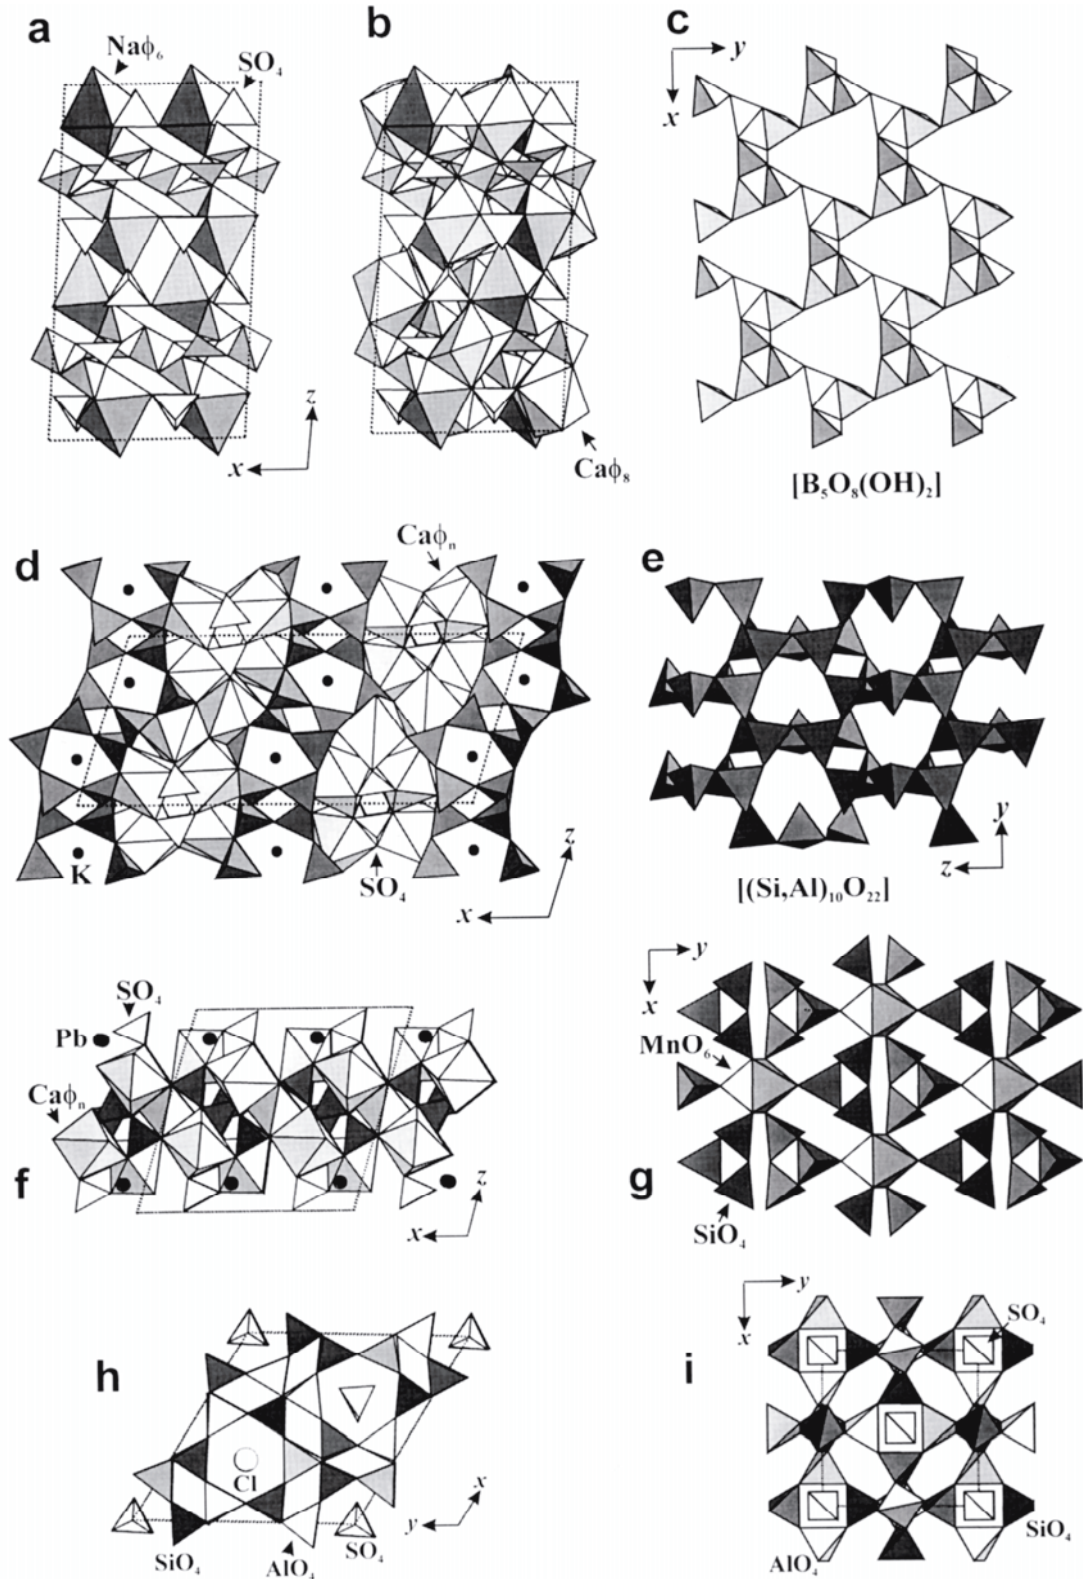 a
Naφ₆
SO₄
b
c
y
x
z
x
Caφ₈
[B₅O₈(OH)₂]
d
Caφₙ
K
SO₄
x
z
e
y
z
[(Si,Al)₁₀O₂₂]
SO₄
Pb
Caφₙ
f
z
x
y
x
MnO₆
g
SiO₄
h
Cl
x
y
SiO₄
AlO₄
SO₄
y
x
SO₄
i
AlO₄
SiO₄